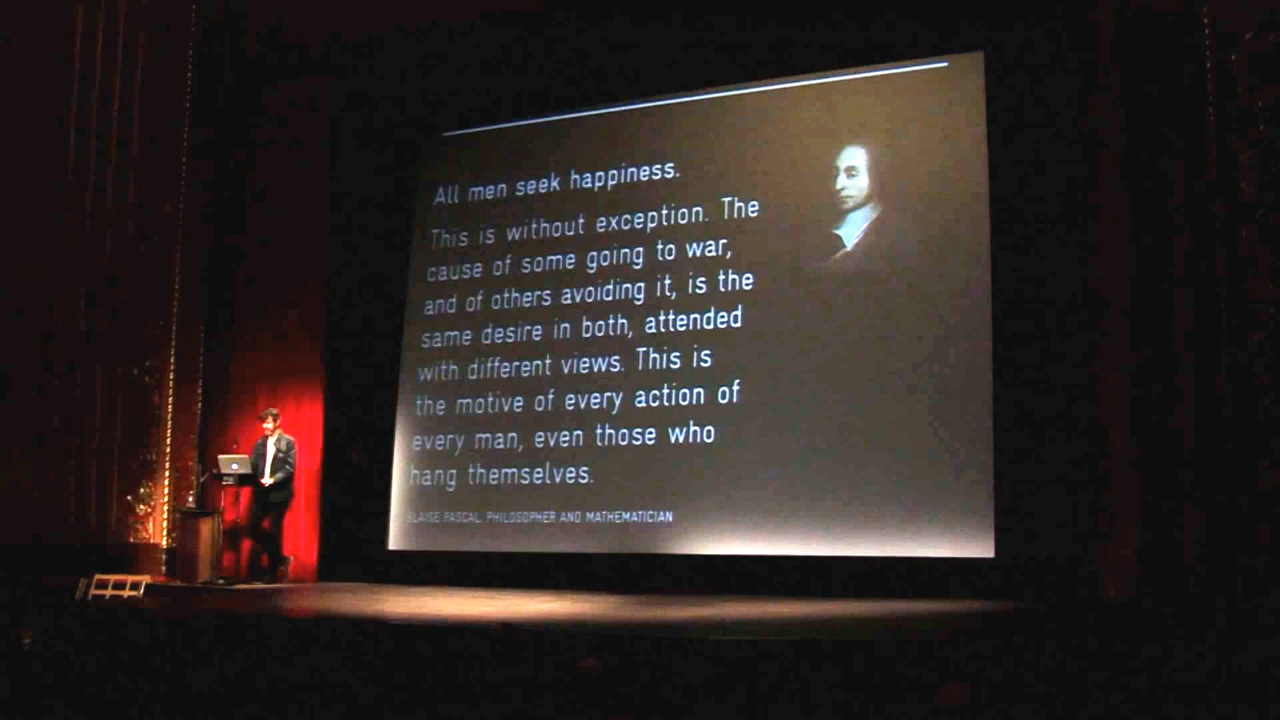 All men seek happiness.
This is without exception. The
cause of some going to war,
and of others avoiding it, is the
same desire in both, attended
with different views. This is
the motive of every action of
every man, even those who
hang themselves.
BLAISE PASCAL, PHILOSOPHER AND MATHEMATICIAN